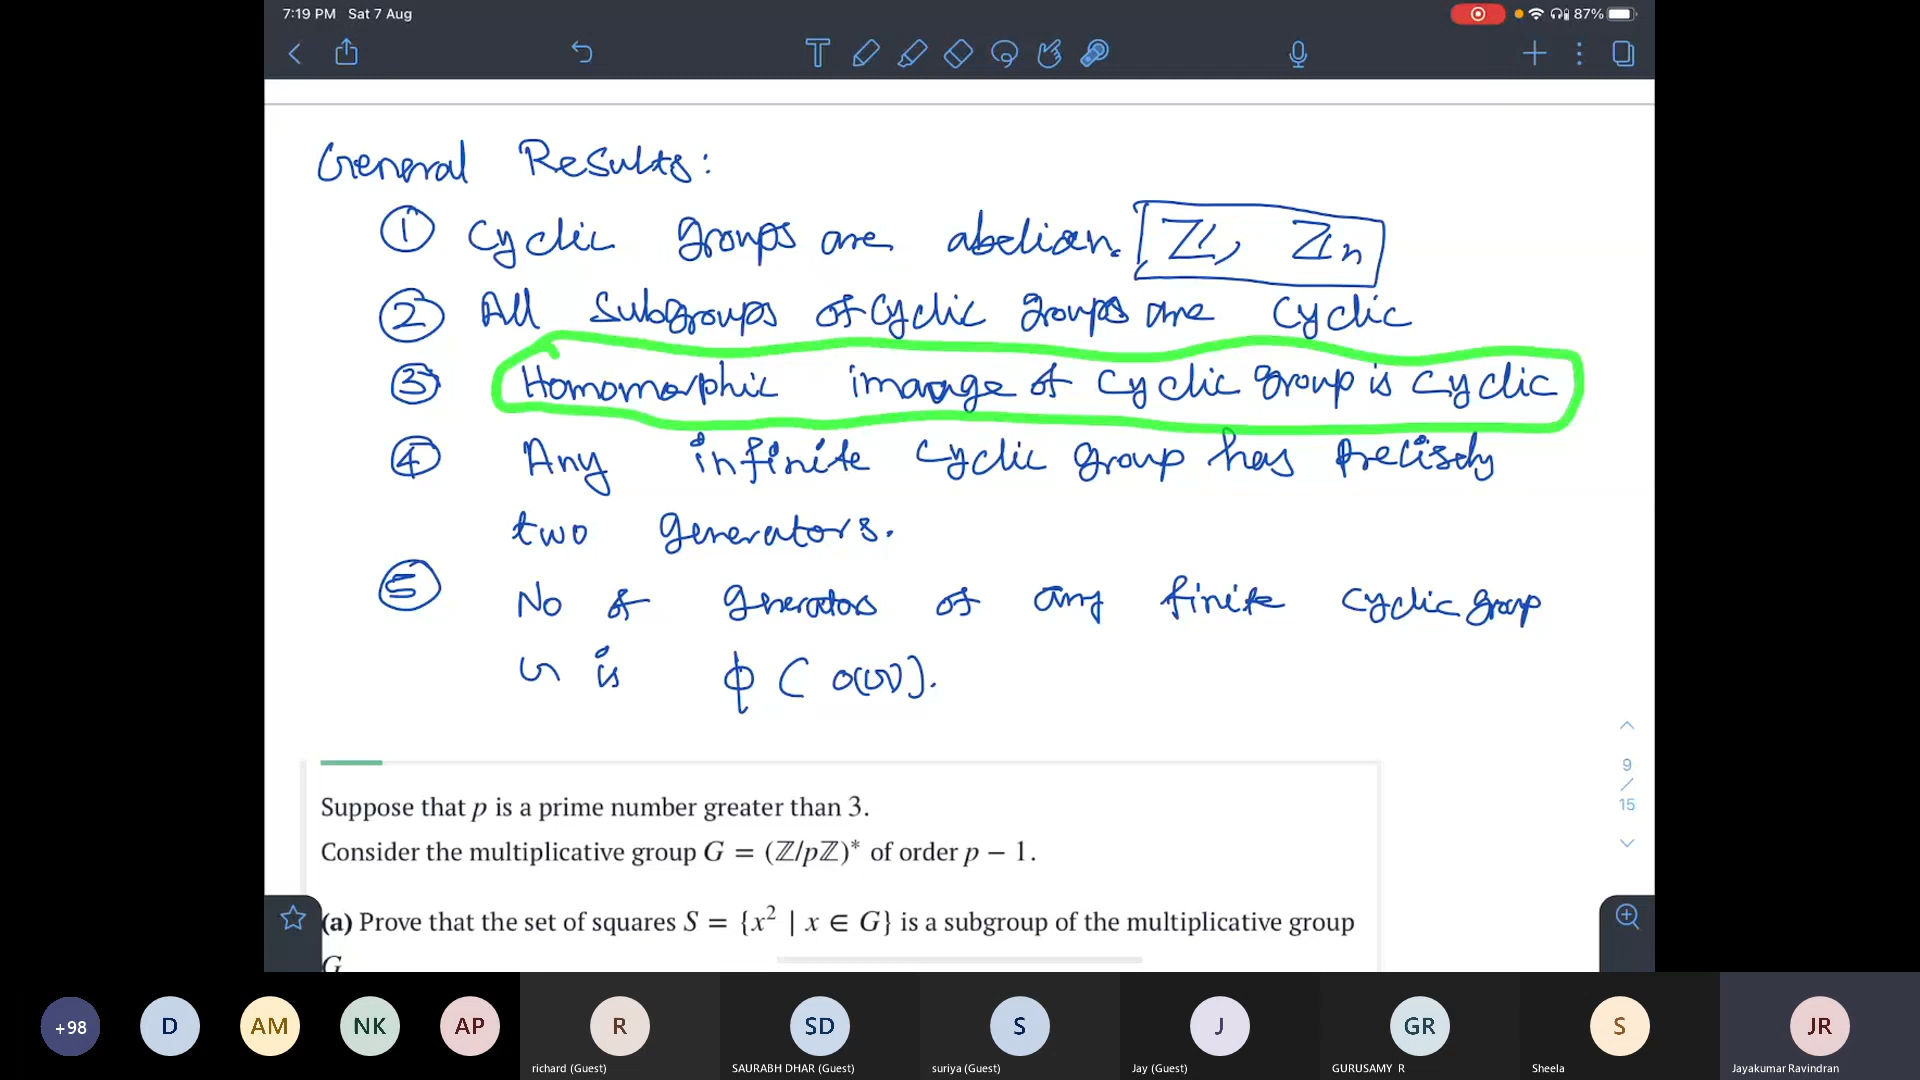 7:19 PM Sat 7 Aug
87%
General Results:
① Cyclic groups are abelian. ℤ, ℤn
② All Subgroups of Cyclic groups are Cyclic
③ Homomorphic image of Cyclic group is Cyclic
④ Any infinite Cyclic group has precisely
two generators.
⑤ No of generators of any finite cyclic group
G is ϕ(o(G)).
9
/
15
Suppose that p is a prime number greater than 3.
Consider the multiplicative group G = (ℤ/pℤ)* of order p − 1.
(a) Prove that the set of squares S = {x² | x ∈ G} is a subgroup of the multiplicative group
G
+98 D AM NK AP R SD S J GR S JR
richard (Guest) SAURABH DHAR (Guest) suriya (Guest) Jay (Guest) GURUSAMY R Sheela Jayakumar Ravindran